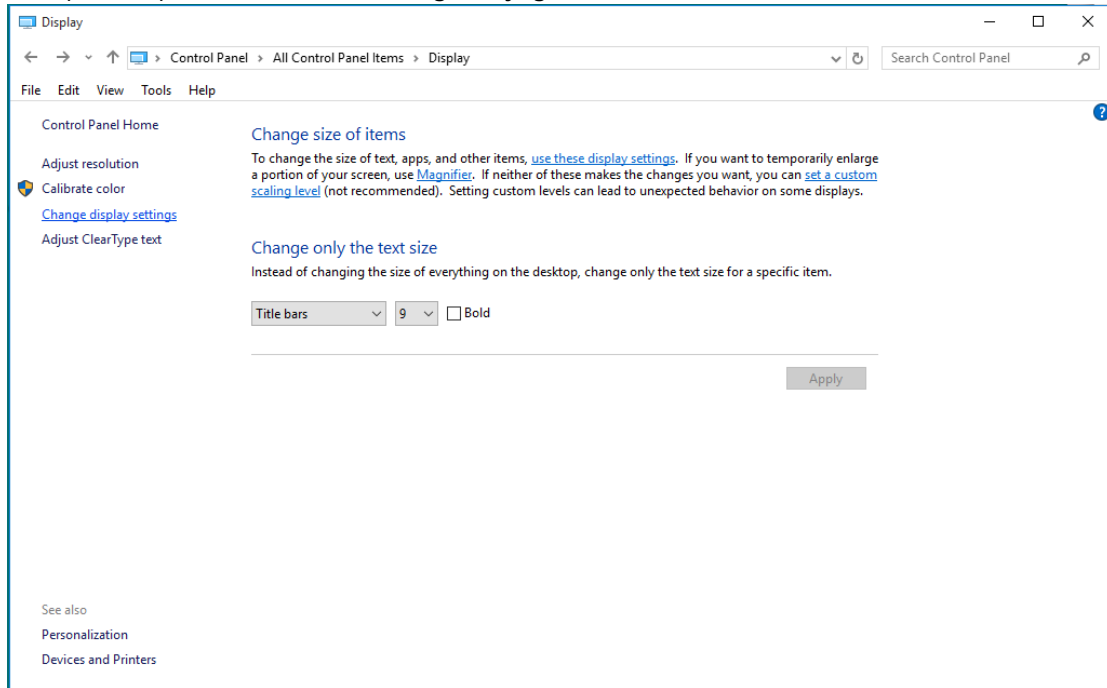 Display
Control Panel > All Control Panel Items > Display
Search Control Panel
File Edit View Tools Help
?
Control Panel Home
Adjust resolution
Calibrate color
Change display settings
Adjust ClearType text
Change size of items
To change the size of text, apps, and other items, use these display settings. If you want to temporarily enlarge
a portion of your screen, use Magnifier. If neither of these makes the changes you want, you can set a custom
scaling level (not recommended). Setting custom levels can lead to unexpected behavior on some displays.
Change only the text size
Instead of changing the size of everything on the desktop, change only the text size for a specific item.
Title bars 9 Bold
Apply
See also
Personalization
Devices and Printers